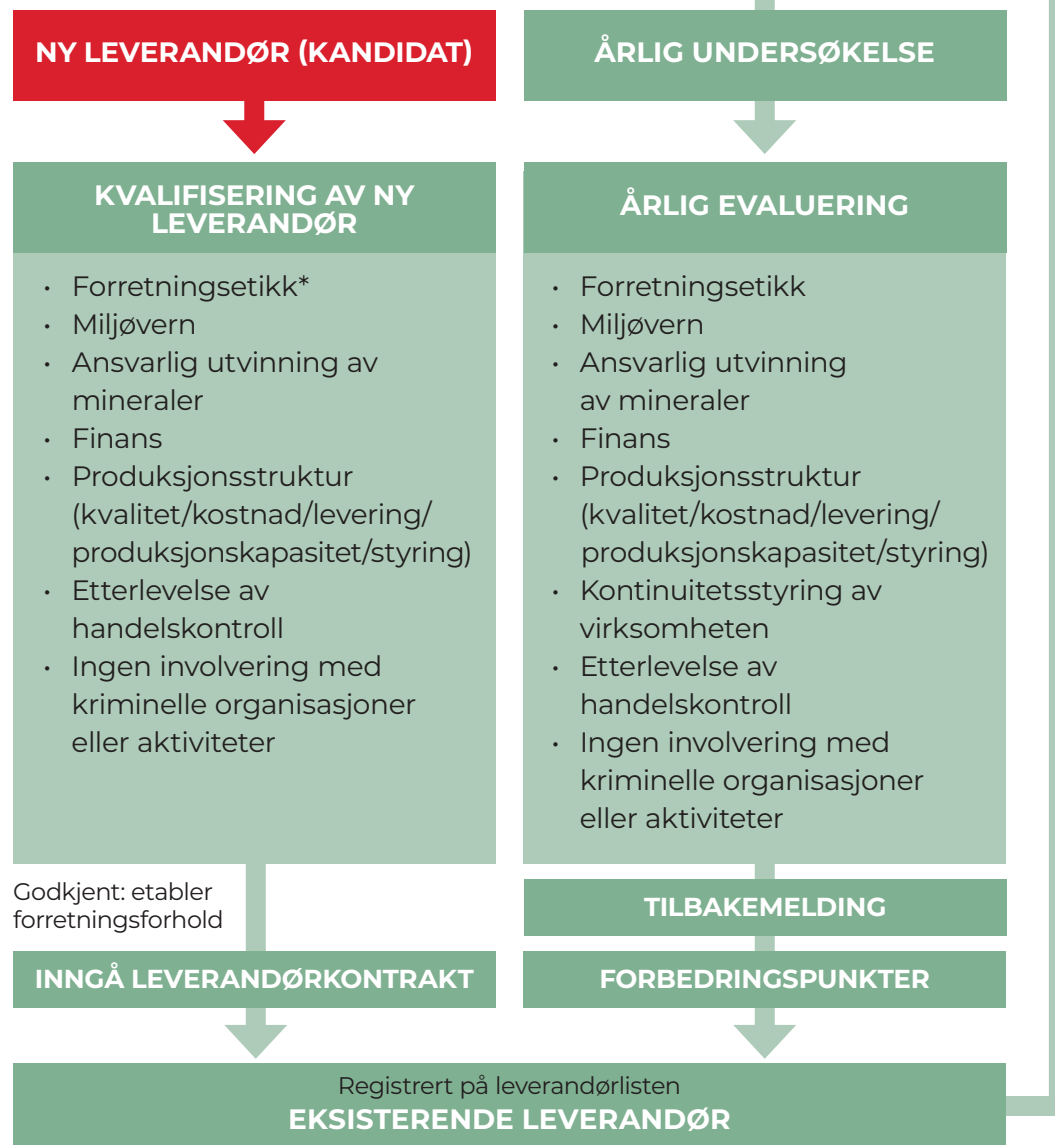 NY LEVERANDØR (KANDIDAT)
KVALIFISERING AV NY
LEVERANDØR
• Forretningsetikk*
• Miljøvern
• Ansvarlig utvinning av
mineraler
• Finans
• Produksjonsstruktur
(kvalitet/kostnad/levering/
produksjonskapasitet/styring)
• Etterlevelse av
handelskontroll
• Ingen involvering med
kriminelle organisasjoner
eller aktiviteter
Godkjent: etabler
forretningsforhold
INNGÅ LEVERANDØRKONTRAKT
ÅRLIG UNDERSØKELSE
ÅRLIG EVALUERING
• Forretningsetikk
• Miljøvern
• Ansvarlig utvinning
av mineraler
• Finans
• Produksjonsstruktur
(kvalitet/kostnad/levering/
produksjonskapasitet/styring)
• Kontinuitetsstyring av
virksomheten
• Etterlevelse av
handelskontroll
• Ingen involvering med
kriminelle organisasjoner
eller aktiviteter
TILBAKEMELDING
FORBEDRINGSPUNKTER
Registrert på leverandørlisten
EKSISTERENDE LEVERANDØR